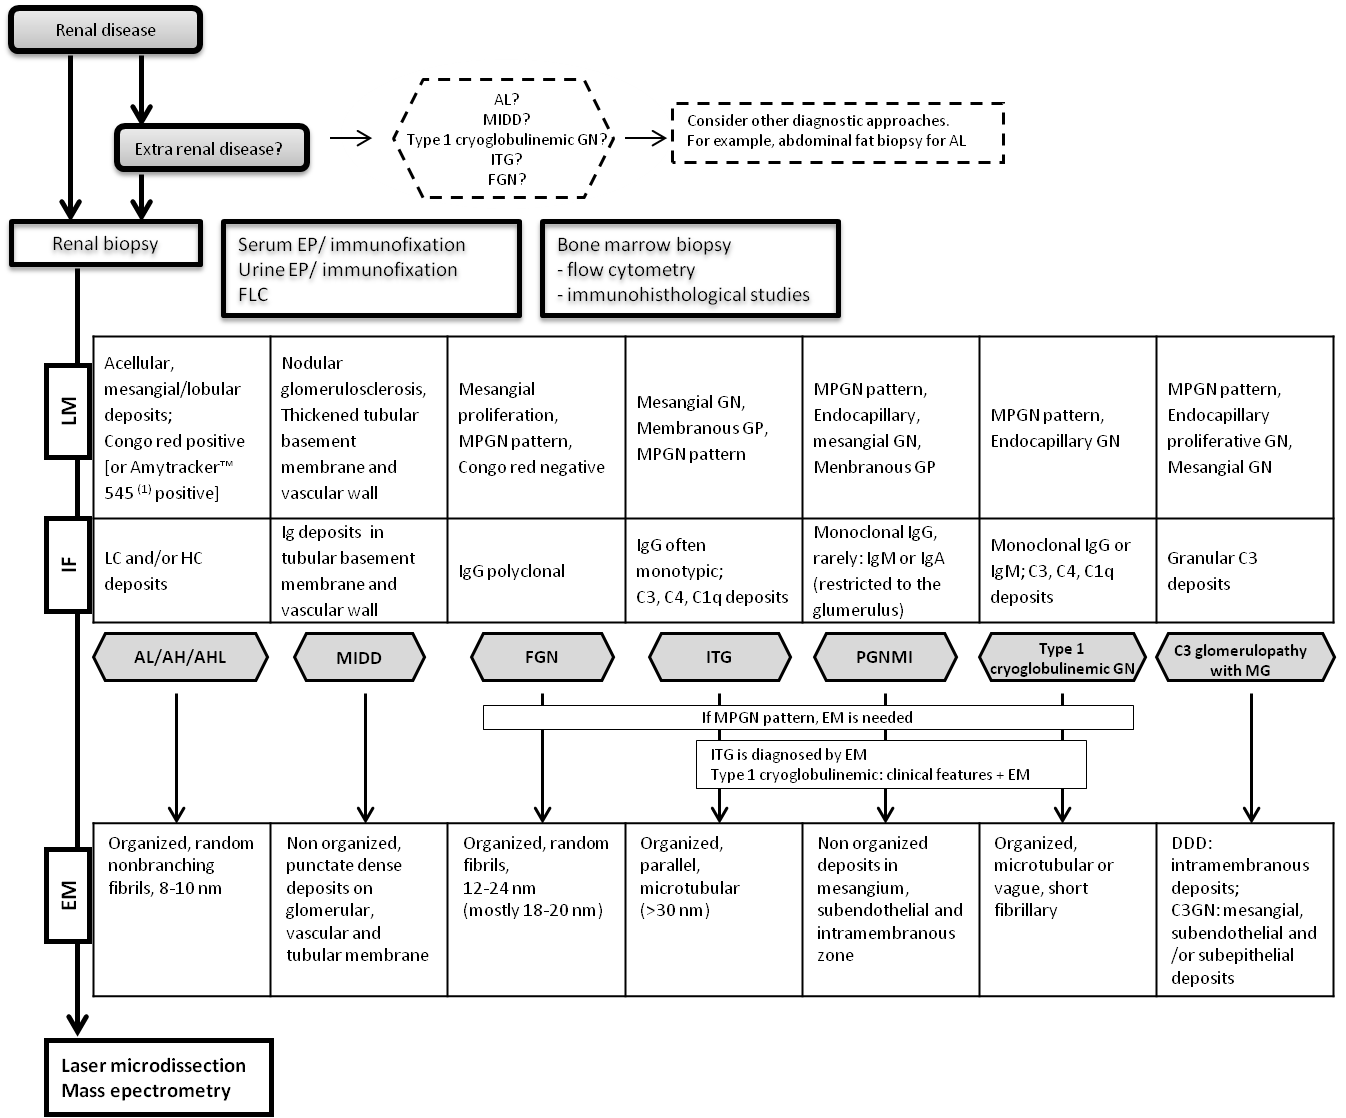 Renal disease
Extra renal disease?
AL?
MIDD?
Type 1 cryoglobulinemic GN?
ITG?
FGN?
Consider other diagnostic approaches.
For example, abdominal fat biopsy for AL
Renal biopsy
Serum EP/ immunofixation
Urine EP/ immunofixation
FLC
Bone marrow biopsy
- flow cytometry
- immunohisthological studies
LM
Acellular,
mesangial/lobular
deposits;
Congo red positive
[or Amytracker™
545 (1) positive]
Nodular
glomerulosclerosis,
Thickened tubular
basement
membrane and
vascular wall
Mesangial
proliferation,
MPGN pattern,
Congo red negative
Mesangial GN,
Membranous GP,
MPGN pattern
MPGN pattern,
Endocapillary,
mesangial GN,
Menbranous GP
MPGN pattern,
Endocapillary GN
MPGN pattern,
Endocapillary
proliferative GN,
Mesangial GN
IF
LC and/or HC
deposits
Ig deposits in
tubular basement
membrane and
vascular wall
IgG polyclonal
IgG often
monotypic;
C3, C4, C1q deposits
Monoclonal IgG,
rarely: IgM or IgA
(restricted to the
glumerulus)
Monoclonal IgG or
IgM; C3, C4, C1q
deposits
Granular C3
deposits
AL/AH/AHL
MIDD
FGN
ITG
PGNMI
Type 1
cryoglobulinemic GN
C3 glomerulopathy
with MG
If MPGN pattern, EM is needed
ITG is diagnosed by EM
Type 1 cryoglobulinemic: clinical features + EM
EM
Organized, random
nonbranching
fibrils, 8-10 nm
Non organized,
punctate dense
deposits on
glomerular,
vascular and
tubular membrane
Organized, random
fibrils,
12-24 nm
(mostly 18-20 nm)
Organized,
parallel,
microtubular
(>30 nm)
Non organized
deposits in
mesangium,
subendothelial and
intramembranous
zone
Organized,
microtubular or
vague, short
fibrillary
DDD:
intramembranous
deposits;
C3GN: mesangial,
subendothelial and
/or subepithelial
deposits
Laser microdissection
Mass epectrometry